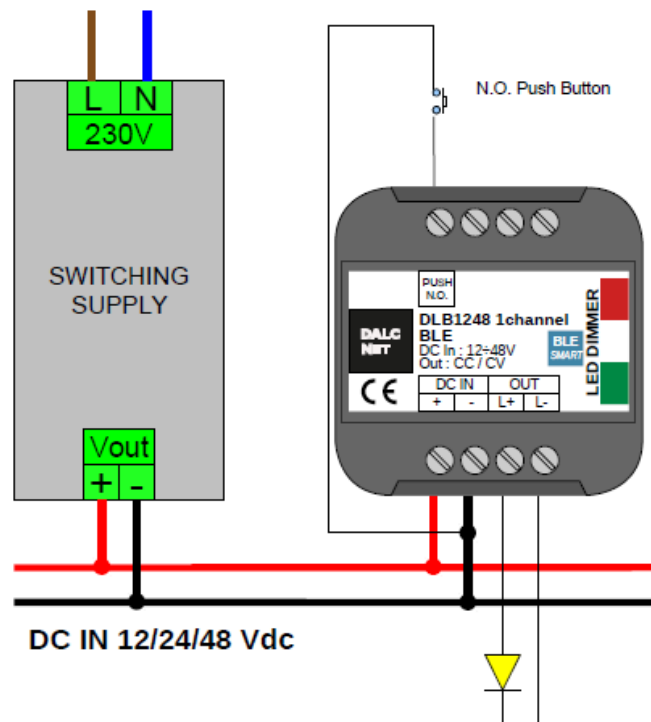 L N
230V
SWITCHING
SUPPLY
Vout
+ -
N.O. Push Button
PUSH
N.O.
DALC
NET
DLB1248 1channel
BLE
DC In : 12÷48V
Out : CC / CV
BLE
SMART
LED DIMMER
CE
DC IN OUT
+ - L+ L-
DC IN 12/24/48 Vdc